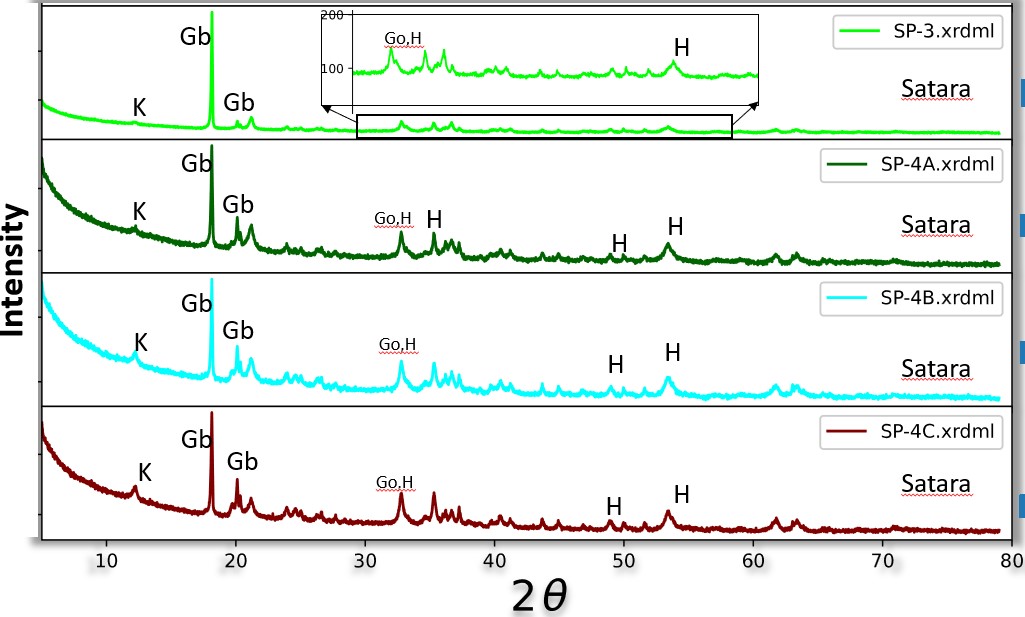 200
Go,H
H
100
SP-3.xrdml
Satara
Gb
K
Gb
SP-4A.xrdml
Satara
Gb
K
Gb
Go,H
H
H
H
SP-4B.xrdml
Satara
Gb
K
Gb
Go,H
H
H
SP-4C.xrdml
Satara
Gb
K
Gb
Go,H
H
H
Intensity
10 20 30 40 50 60 70 80
2θ